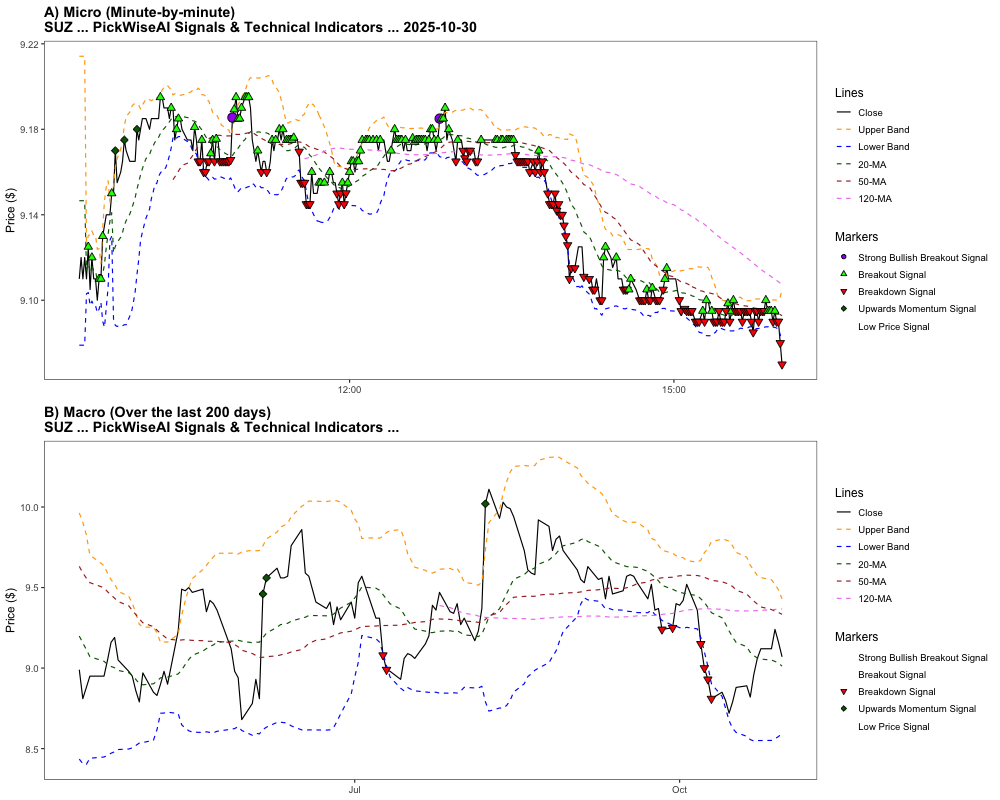 A) Micro (Minute-by-minute)
SUZ ... PickWiseAI Signals & Technical Indicators ... 2025-10-30
9.22
9.18
9.14
9.10
Price ($)
12:00
15:00
Lines
Close
Upper Band
Lower Band
20-MA
50-MA
120-MA
Markers
Strong Bullish Breakout Signal
Breakout Signal
Breakdown Signal
Upwards Momentum Signal
Low Price Signal
B) Macro (Over the last 200 days)
SUZ ... PickWiseAI Signals & Technical Indicators ...
10.0
9.5
9.0
8.5
Price ($)
Jul
Oct
Lines
Close
Upper Band
Lower Band
20-MA
50-MA
120-MA
Markers
Strong Bullish Breakout Signal
Breakout Signal
Breakdown Signal
Upwards Momentum Signal
Low Price Signal